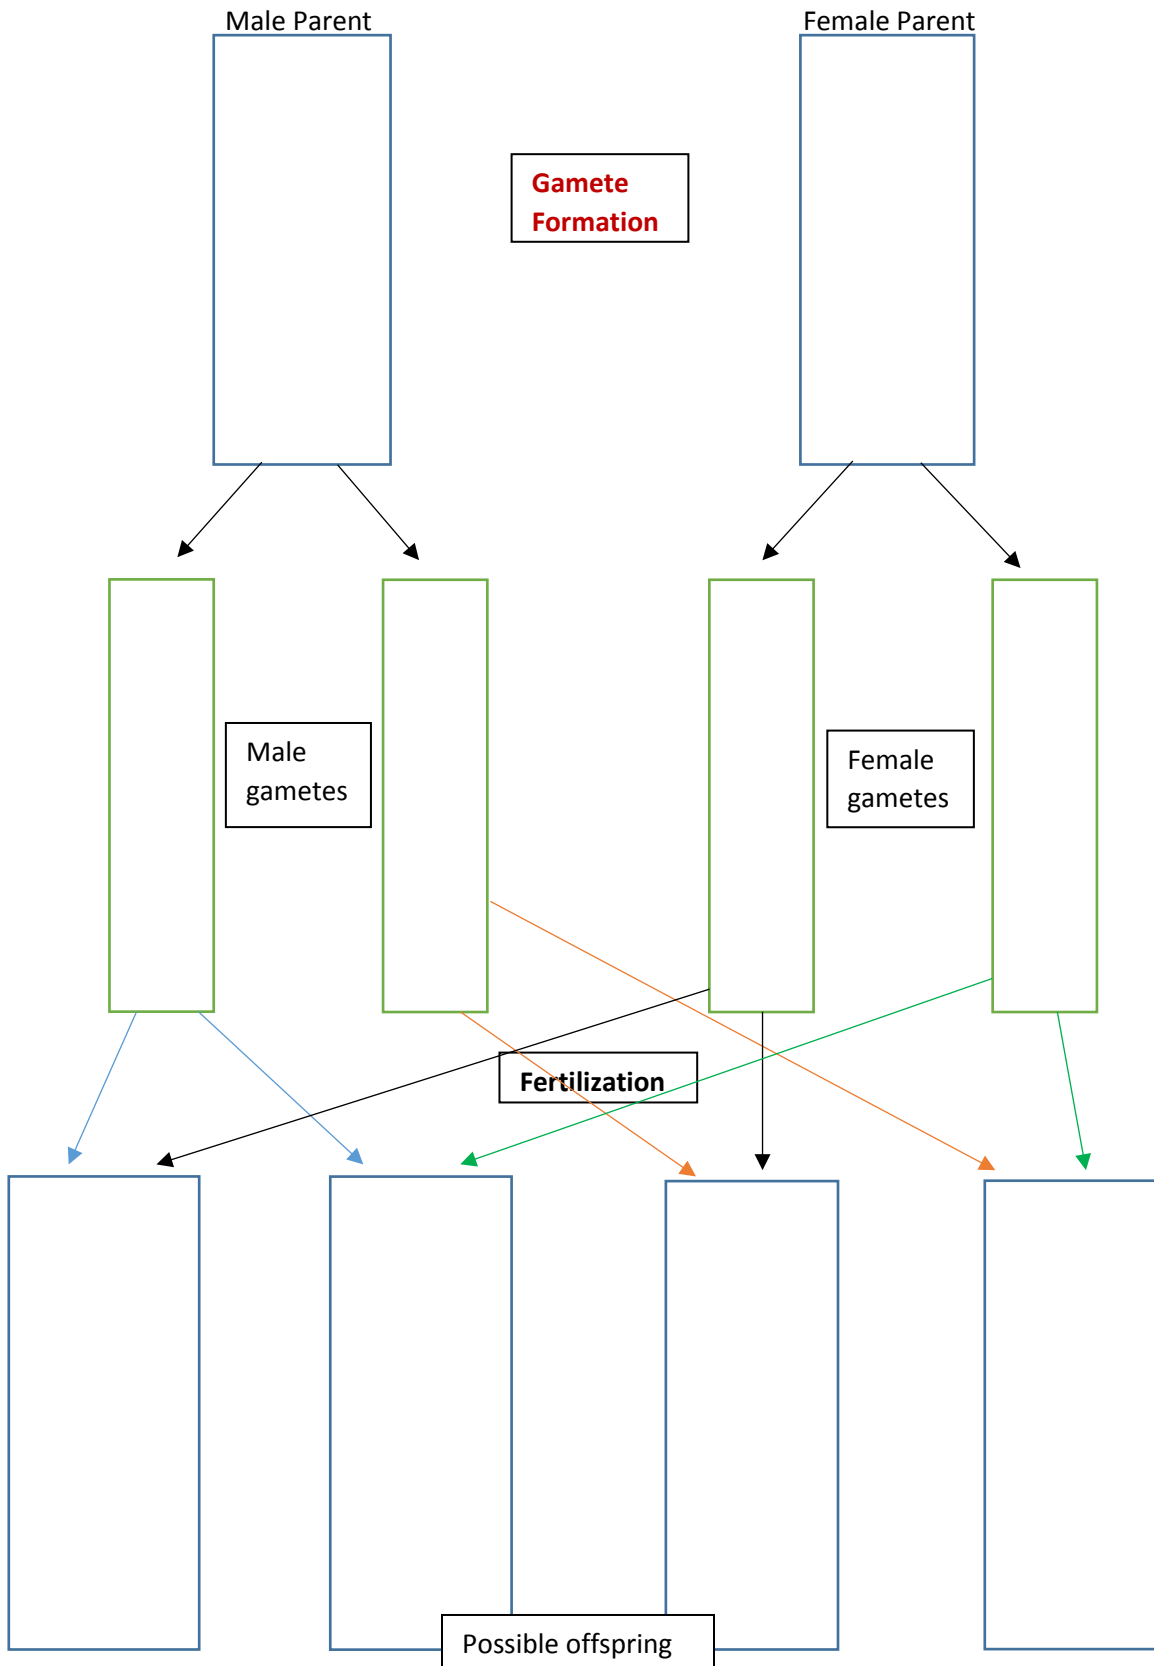 Male Parent
Female Parent
Gamete
Formation
Male
gametes
Female
gametes
Fertilization
Possible offspring